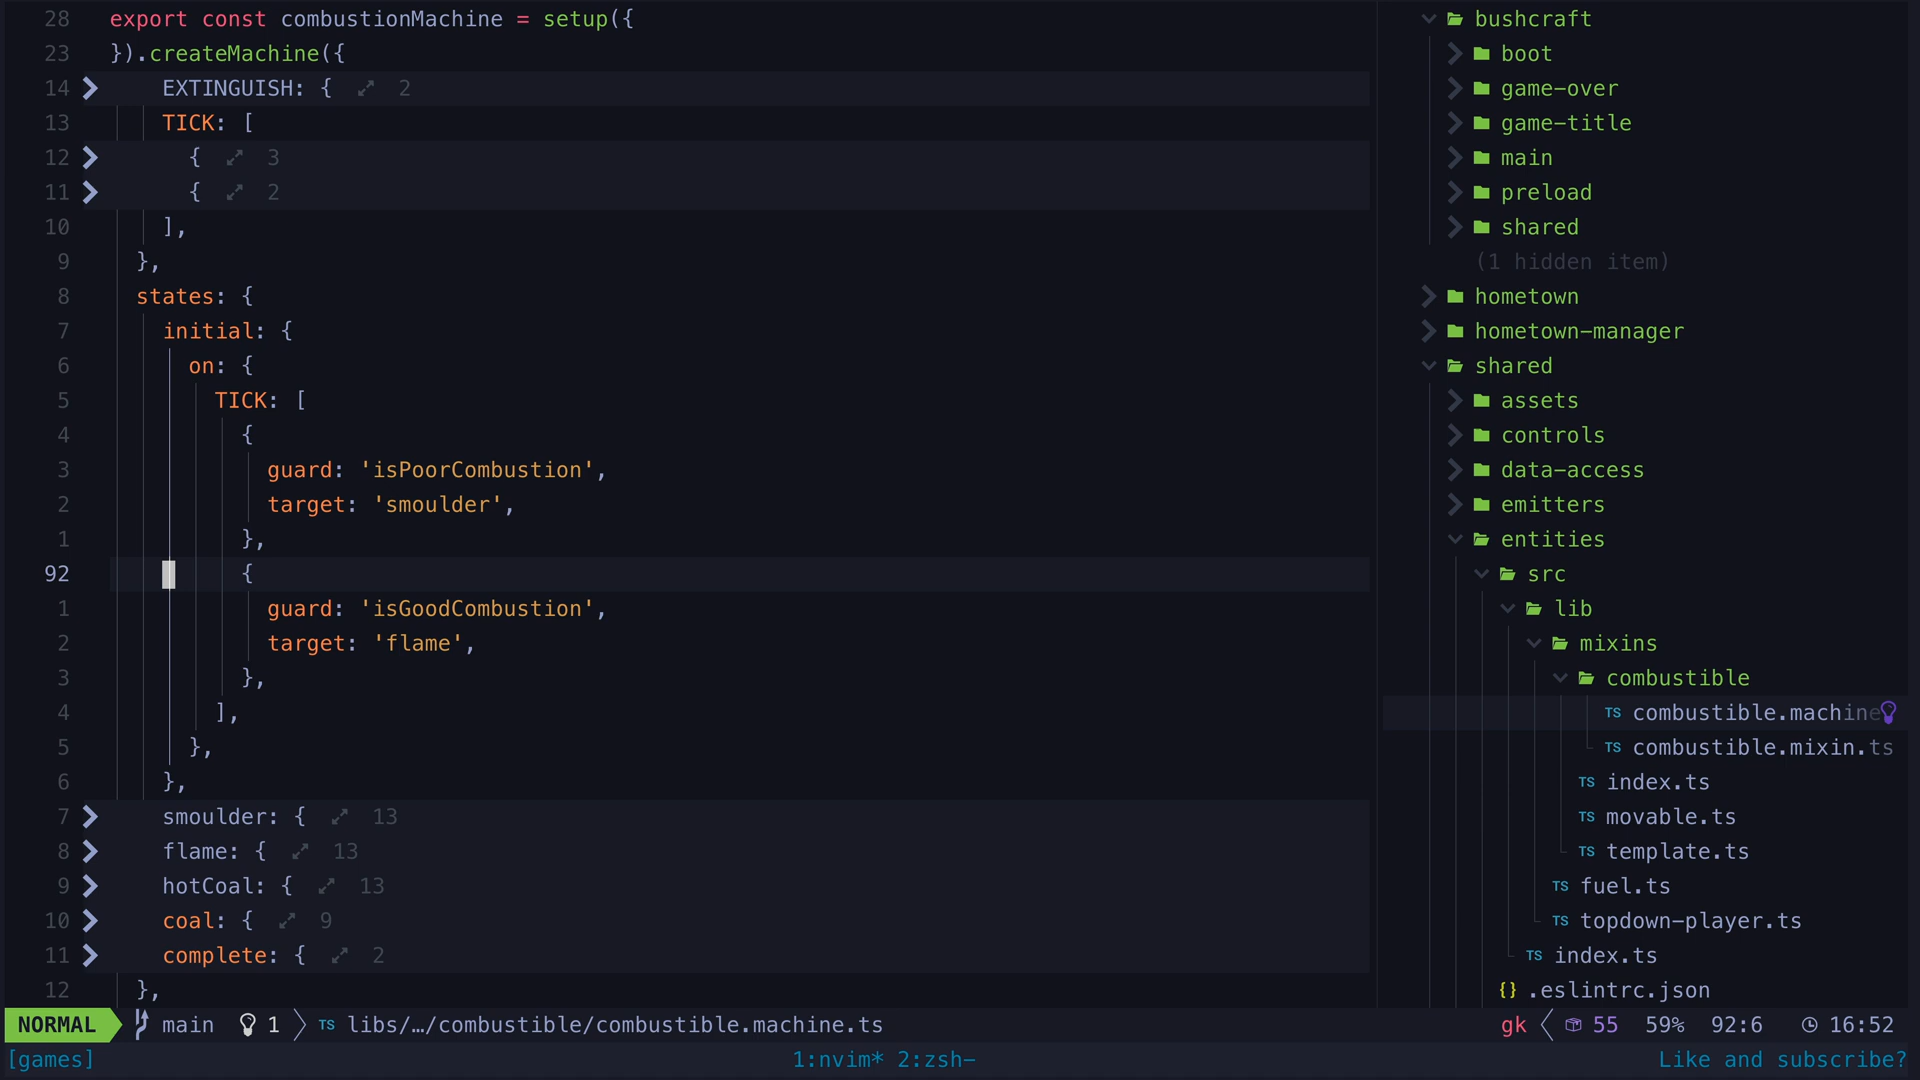 28 export const combustionMachine = setup({
23 }).createMachine({
14 EXTINGUISH: { 2
13 TICK: [
12 { 3
11 { 2
10 ],
9 },
8 states: {
7 initial: {
6 on: {
5 TICK: [
4 {
3 guard: 'isPoorCombustion',
2 target: 'smoulder',
1 },
92 {
1 guard: 'isGoodCombustion',
2 target: 'flame',
3 },
4 ],
5 },
6 },
7 smoulder: { 13
8 flame: { 13
9 hotCoal: { 13
10 coal: { 9
11 complete: { 2
12 },
bushcraft
boot
game-over
game-title
main
preload
shared
(1 hidden item)
hometown
hometown-manager
shared
assets
controls
data-access
emitters
entities
src
lib
mixins
combustible
TS combustible.machine
TS combustible.mixin.ts
TS index.ts
TS movable.ts
TS template.ts
TS fuel.ts
TS topdown-player.ts
TS index.ts
{} .eslintrc.json
NORMAL main 1 TS libs/…/combustible/combustible.machine.ts gk 55 59% 92:6 16:52
[games] 1:nvim* 2:zsh- Like and subscribe?